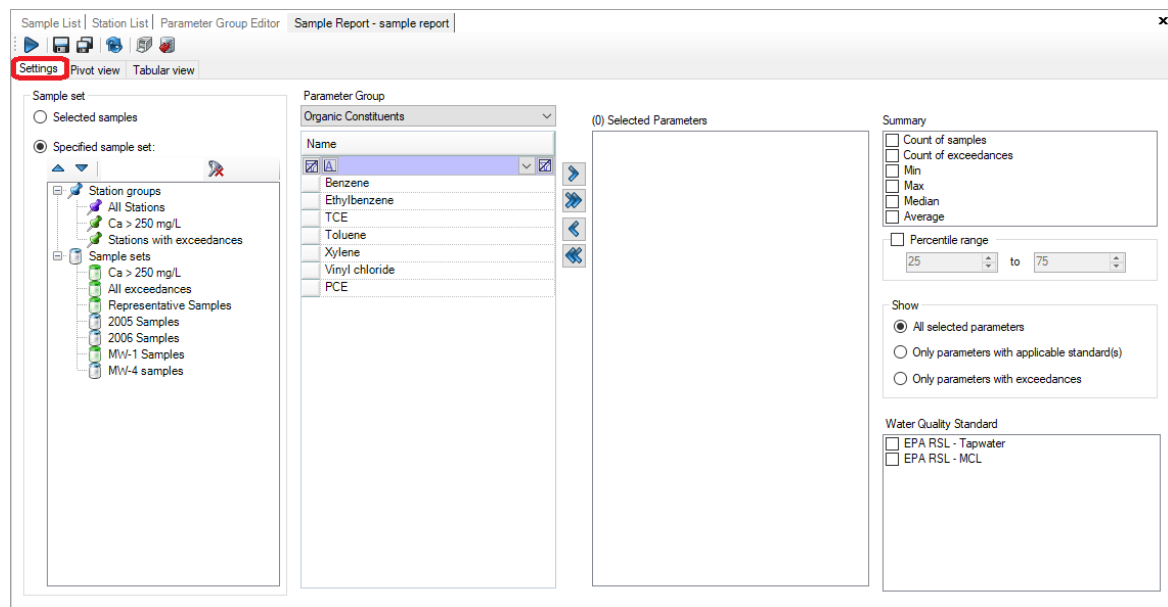 Sample List | Station List | Parameter Group Editor Sample Report - sample report x
Settings Pivot view Tabular view
Sample set
Selected samples
Specified sample set:
Station groups
All Stations
Ca > 250 mg/L
Stations with exceedances
Sample sets
Ca > 250 mg/L
All exceedances
Representative Samples
2005 Samples
2006 Samples
MW-1 Samples
MW-4 samples
Parameter Group
Organic Constituents
Name
A
Benzene
Ethylbenzene
TCE
Toluene
Xylene
Vinyl chloride
PCE
(0) Selected Parameters
Summary
Count of samples
Count of exceedances
Min
Max
Median
Average
Percentile range
25 to 75
Show
All selected parameters
Only parameters with applicable standard(s)
Only parameters with exceedances
Water Quality Standard
EPA RSL - Tapwater
EPA RSL - MCL